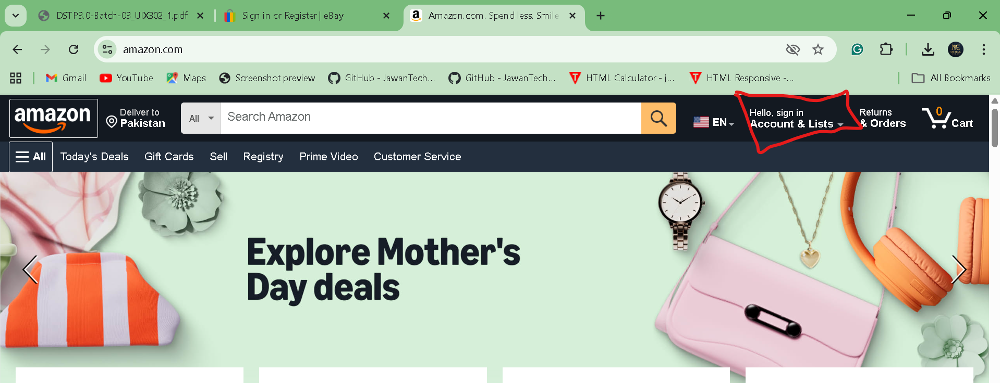 DSTP3.0-Batch-03_UIX302_1.pdf
Sign in or Register | eBay
Amazon.com. Spend less. Smile
amazon.com
Gmail
YouTube
Maps
Screenshot preview
GitHub - JawanTech...
GitHub - JawanTech...
HTML Calculator - j...
HTML Responsive -...
All Bookmarks
amazon
Deliver to
Pakistan
All
Search Amazon
EN
Hello, sign in
Account & Lists
Returns
& Orders
0
Cart
All
Today's Deals
Gift Cards
Sell
Registry
Prime Video
Customer Service
Explore Mother's
Day deals